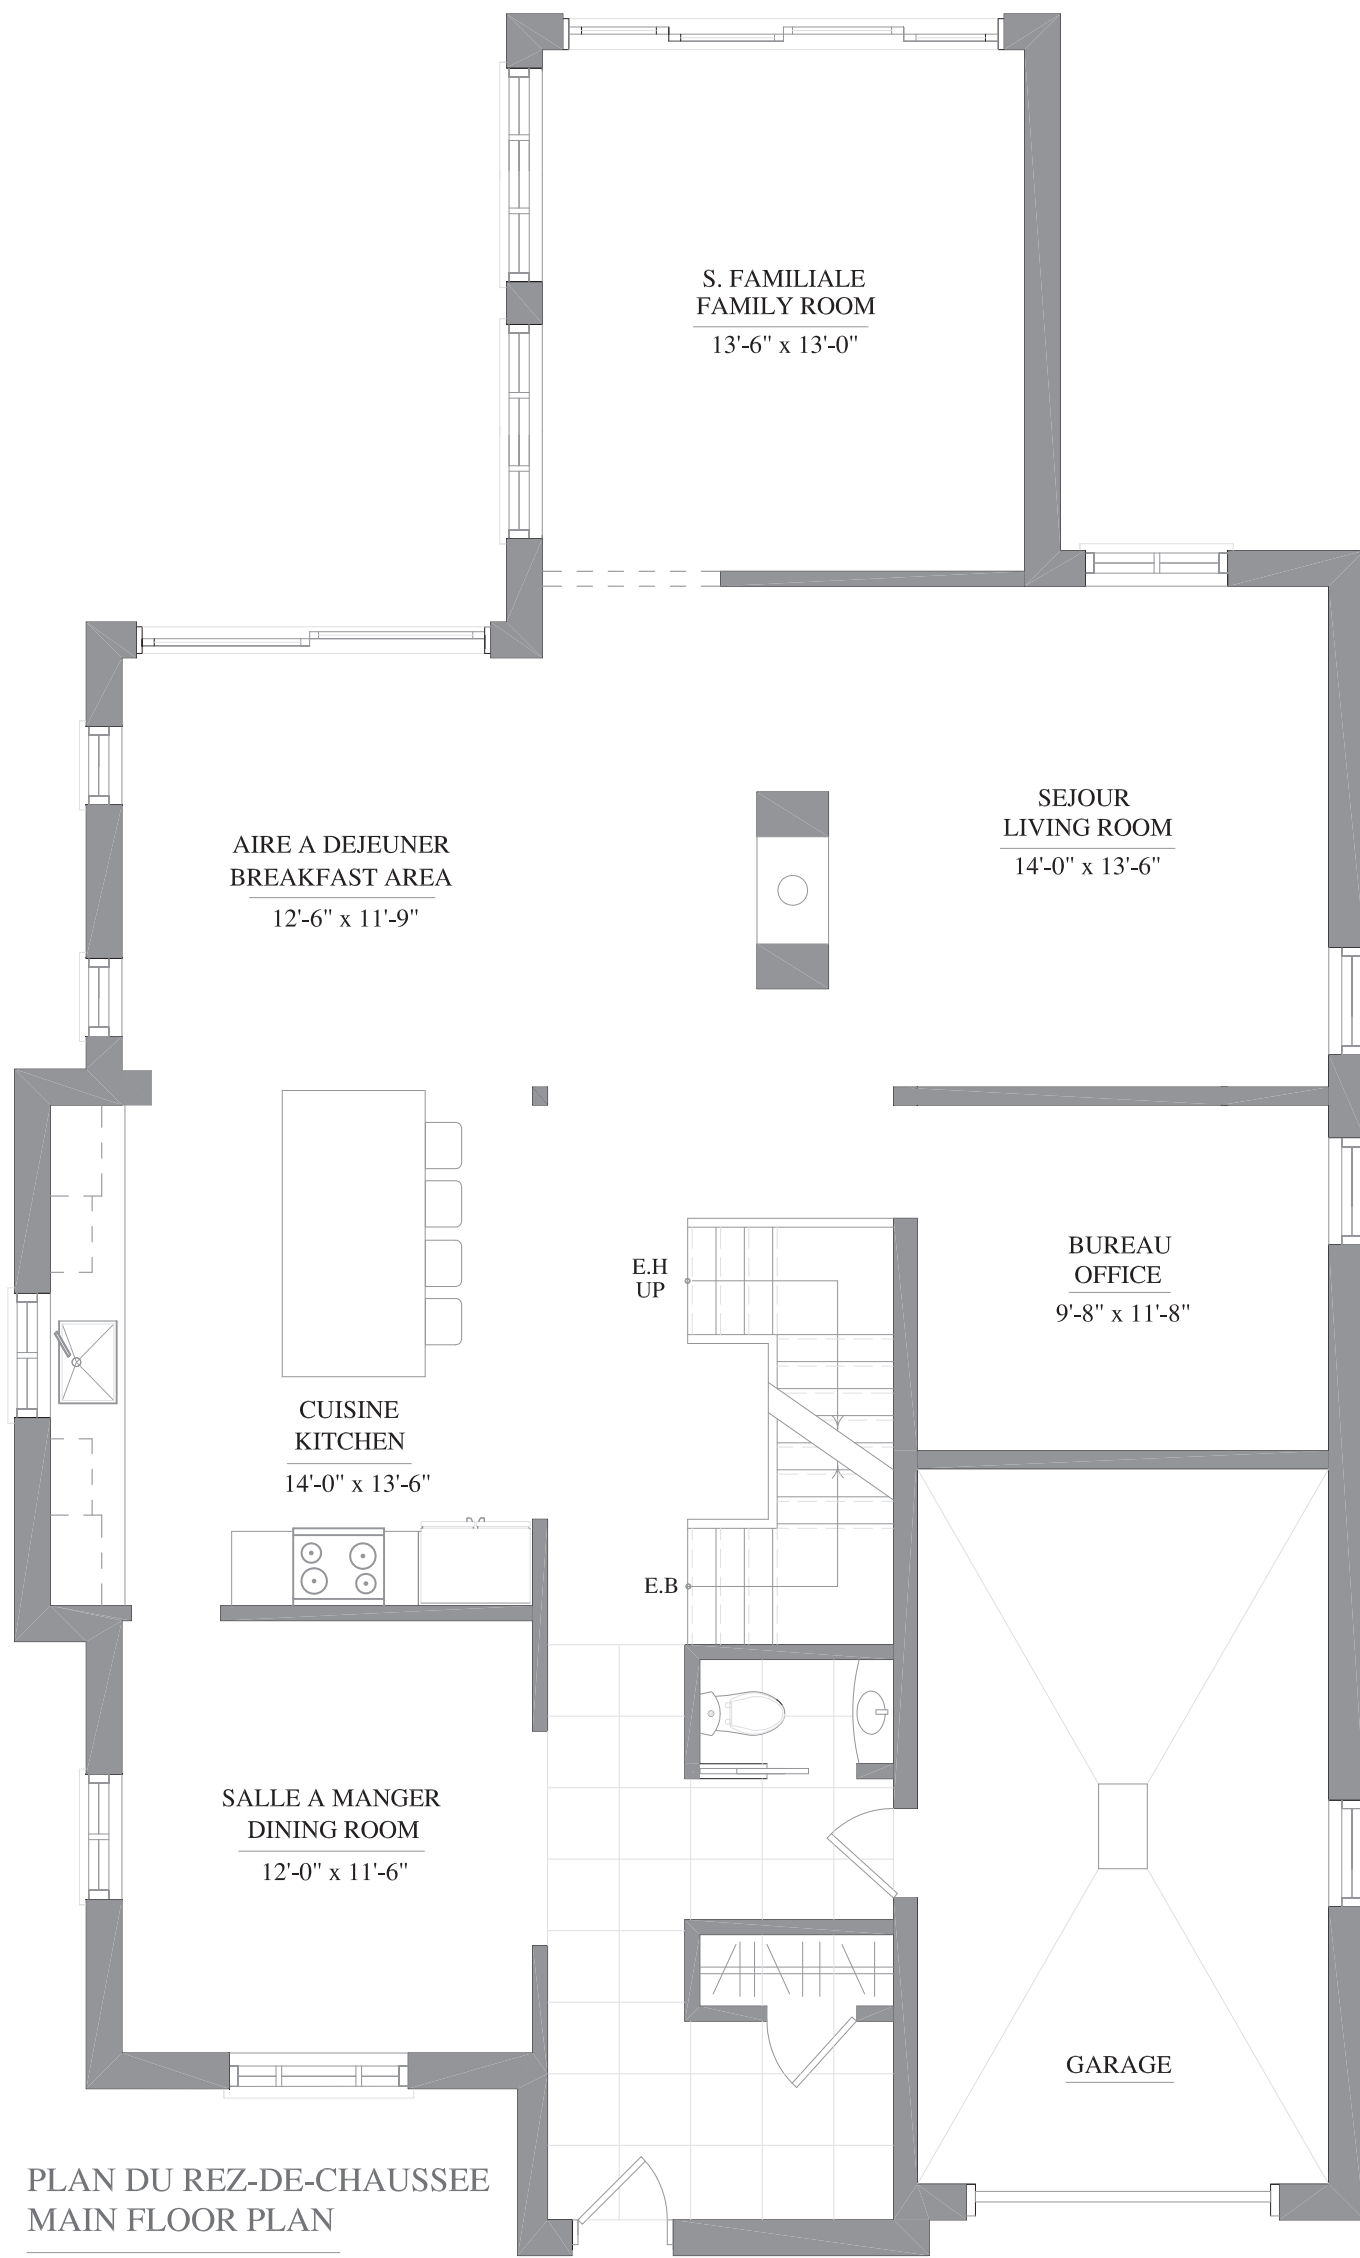 S. FAMILIALE
FAMILY ROOM
13'-6" x 13'-0"
SEJOUR
LIVING ROOM
14'-0" x 13'-6"
AIRE A DEJEUNER
BREAKFAST AREA
12'-6" x 11'-9"
E.H
UP
BUREAU
OFFICE
9'-8" x 11'-8"
CUISINE
KITCHEN
14'-0" x 13'-6"
E.B
SALLE A MANGER
DINING ROOM
12'-0" x 11'-6"
GARAGE
PLAN DU REZ-DE-CHAUSSEE
MAIN FLOOR PLAN